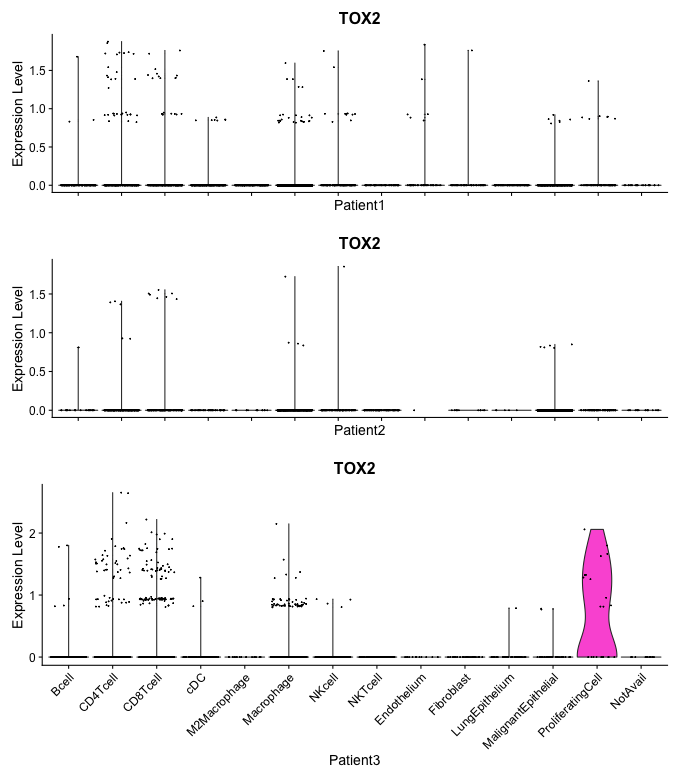 TOX2
Expression Level
1.5
1.0
0.5
0.0
Patient1
TOX2
Expression Level
1.5
1.0
0.5
0.0
Patient2
TOX2
Expression Level
2
1
0
Bcell
CD4Tcell
CD8Tcell
cDC
M2Macrophage
Macrophage
NKcell
NKTcell
Endothelium
Fibroblast
LungEpithelium
MalignantEpithelial
ProliferatingCell
NotAvail
Patient3